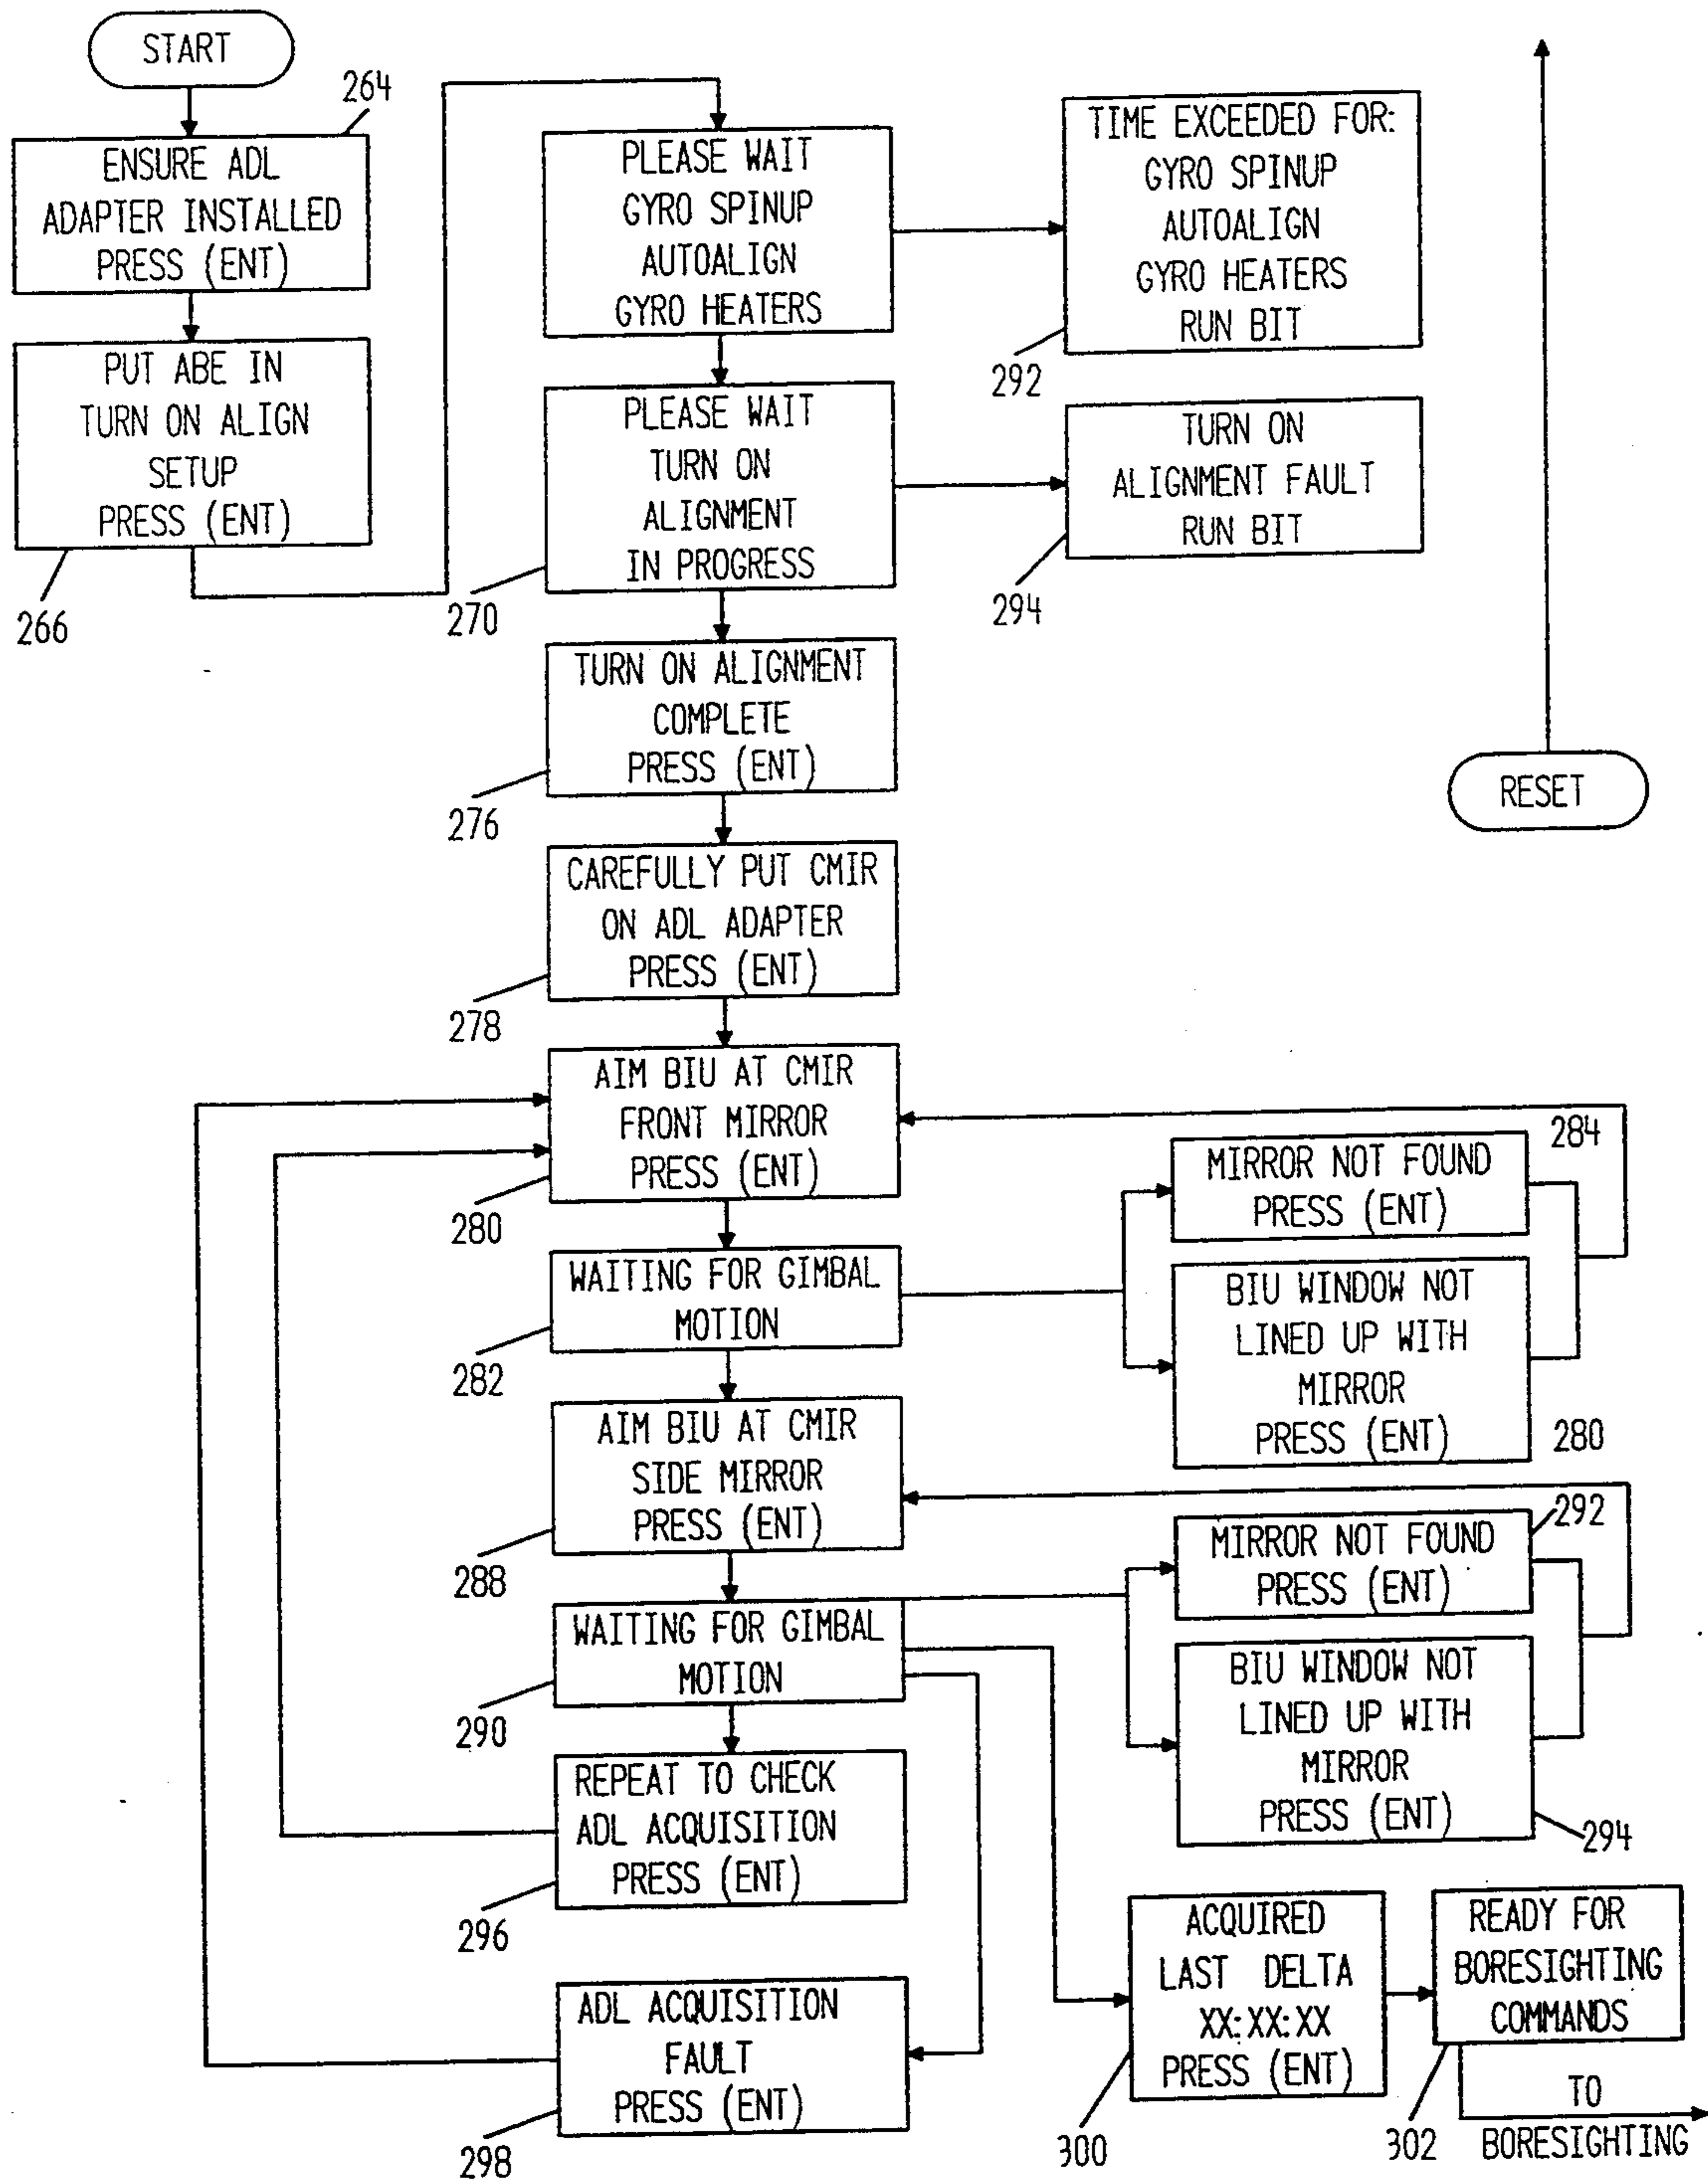 START
264
ENSURE ADL
ADAPTER INSTALLED
PRESS (ENT)
PUT ABE IN
TURN ON ALIGN
SETUP
PRESS (ENT)
266
PLEASE WAIT
GYRO SPINUP
AUTOALIGN
GYRO HEATERS
TIME EXCEEDED FOR:
GYRO SPINUP
AUTOALIGN
GYRO HEATERS
RUN BIT
292
PLEASE WAIT
TURN ON
ALIGNMENT
IN PROGRESS
270
TURN ON
ALIGNMENT FAULT
RUN BIT
294
TURN ON ALIGNMENT
COMPLETE
PRESS (ENT)
276
RESET
CAREFULLY PUT CMIR
ON ADL ADAPTER
PRESS (ENT)
278
AIM BIU AT CMIR
FRONT MIRROR
PRESS (ENT)
280
284
MIRROR NOT FOUND
PRESS (ENT)
WAITING FOR GIMBAL
MOTION
282
BIU WINDOW NOT
LINED UP WITH
MIRROR
PRESS (ENT)
280
AIM BIU AT CMIR
SIDE MIRROR
PRESS (ENT)
288
292
MIRROR NOT FOUND
PRESS (ENT)
WAITING FOR GIMBAL
MOTION
290
BIU WINDOW NOT
LINED UP WITH
MIRROR
PRESS (ENT)
294
REPEAT TO CHECK
ADL ACQUISITION
PRESS (ENT)
296
ADL ACQUISITION
FAULT
PRESS (ENT)
298
ACQUIRED
LAST DELTA
XX:XX:XX
PRESS (ENT)
300
READY FOR
BORESIGHTING
COMMANDS
302
TO
BORESIGHTING